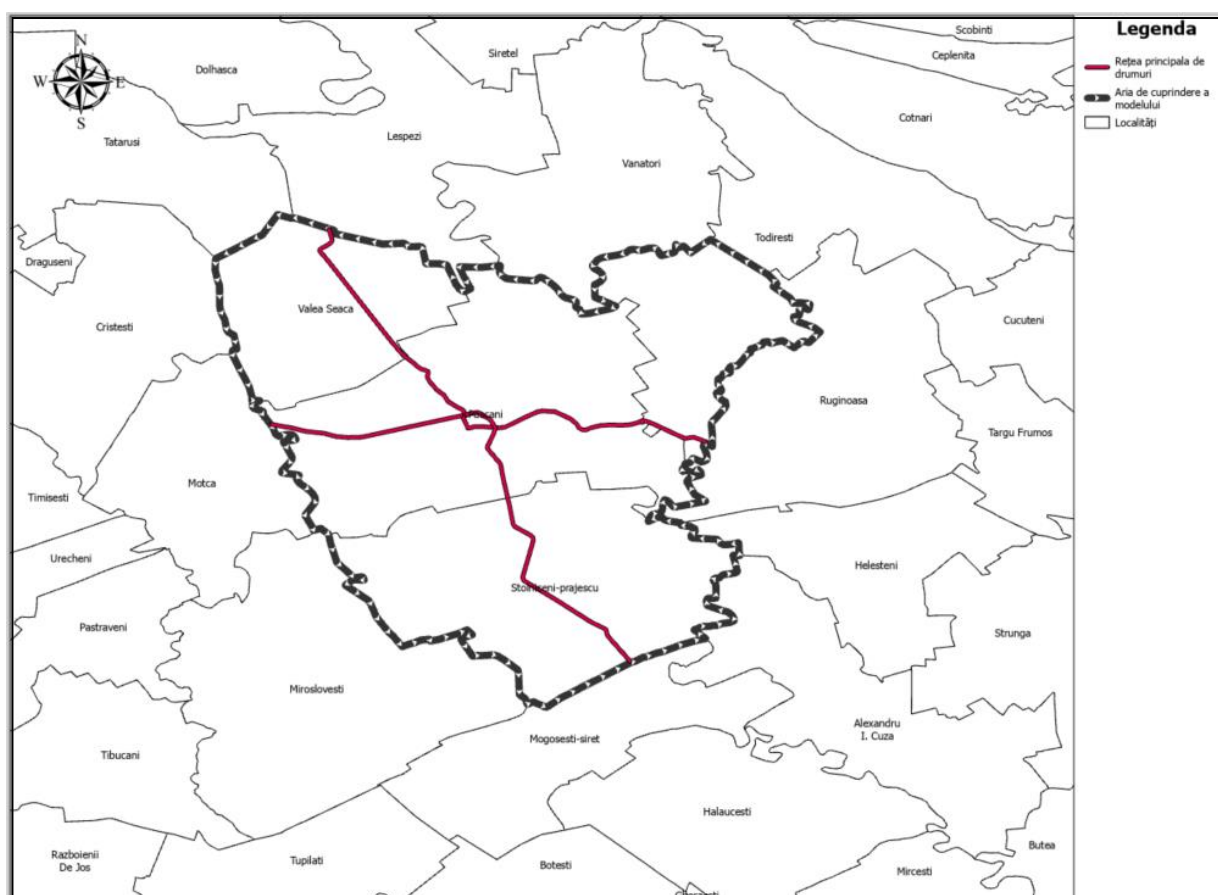 Legenda
Rețea principala de
drumuri
Aria de cuprindere a
modelului
Localități
N
W
E
S
Scobinti
Siretel
Ceplenita
Dolhasca
Cotnari
Lespezi
Tatarusi
Vanatori
Todiresti
Draguseni
Valea Seaca
Cucuteni
Cristesti
Ruginoasa
Targu Frumos
Motca
Timisesti
Urecheni
Helesteni
Pastraveni
Strunga
Miroslovesti
Alexandru
I. Cuza
Mogosesti-siret
Tibucani
Halaucesti
Butea
Razboienii
De Jos
Tupilati
Botesti
Mircesti